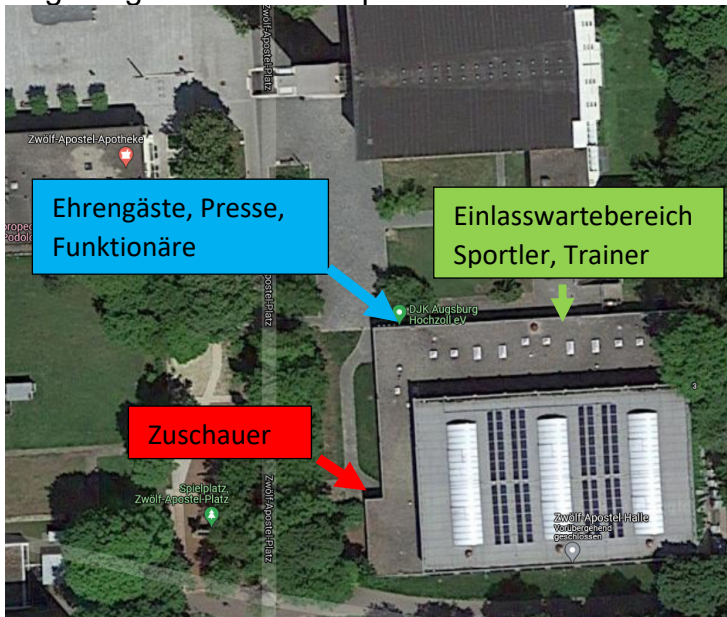 Zwölf-Apostel-Platz
Zwölf-Apostel-Apotheke
Ehrengäste, Presse,
Funktionäre
Einlasswartebereich
Sportler, Trainer
DJK Augsburg
Hochzoll eV
3
Zuschauer
Spielplatz,
Zwölf-Apostel-Platz
Zwölf-Apostel-Platz
Zwölf-Apostel-Halle
Vorübergehend
geschlossen